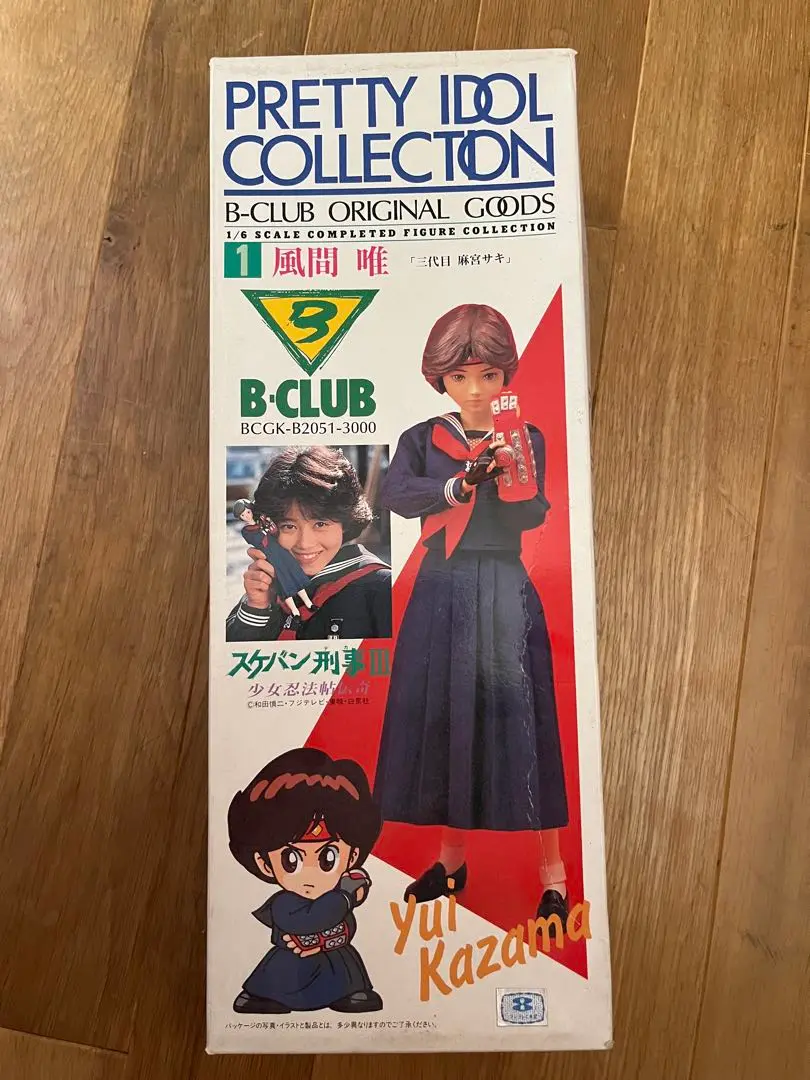 PRETTY IDOL
COLLECTION
B-CLUB ORIGINAL GOODS
1/6 SCALE COMPLETED FIGURE COLLECTION
1 風間 唯 「三代目 麻宮サキ」
B
B-CLUB
BCGK-B2051-3000
スケバン刑事III
少女忍法帖伝奇
©和田慎二・フジテレビ・東映・白泉社
Yui
Kazama
8
パッケージの写真・イラストと製品とは、多少異なりますのでご了承ください。